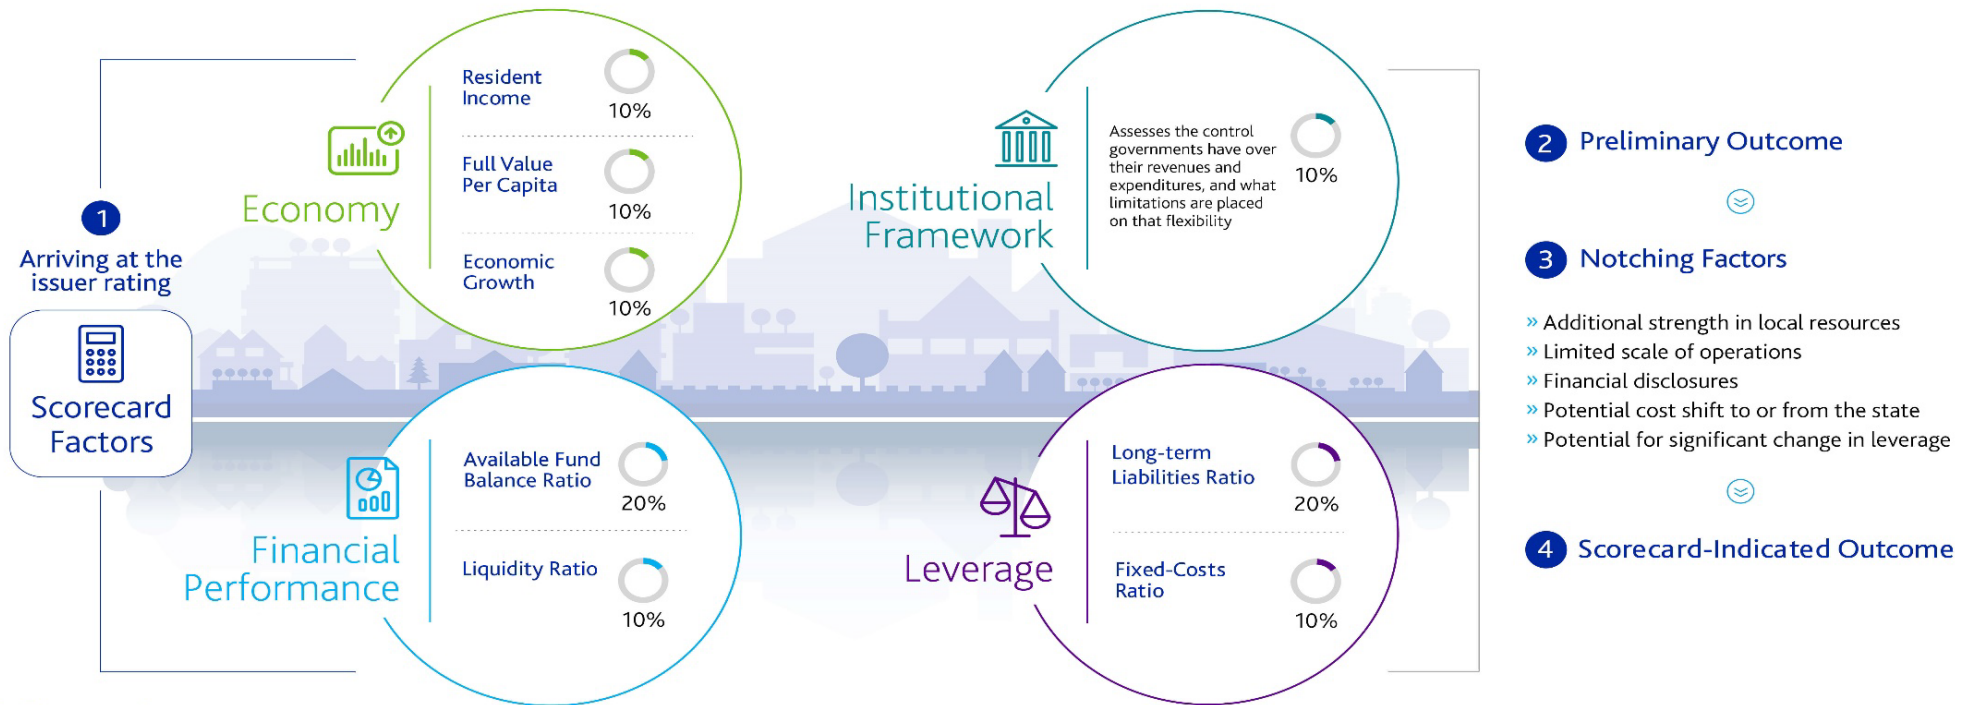 1
Arriving at the
issuer rating
Scorecard
Factors
Economy
Resident
Income
10%
Full Value
Per Capita
10%
Economic
Growth
10%
Institutional
Framework
Assesses the control
governments have over
their revenues and
expenditures, and what
limitations are placed
on that flexibility
10%
Financial
Performance
Available Fund
Balance Ratio
20%
Liquidity Ratio
10%
Leverage
Long-term
Liabilities Ratio
20%
Fixed-Costs
Ratio
10%
2 Preliminary Outcome
3 Notching Factors
» Additional strength in local resources
» Limited scale of operations
» Financial disclosures
» Potential cost shift to or from the state
» Potential for significant change in leverage
4 Scorecard-Indicated Outcome